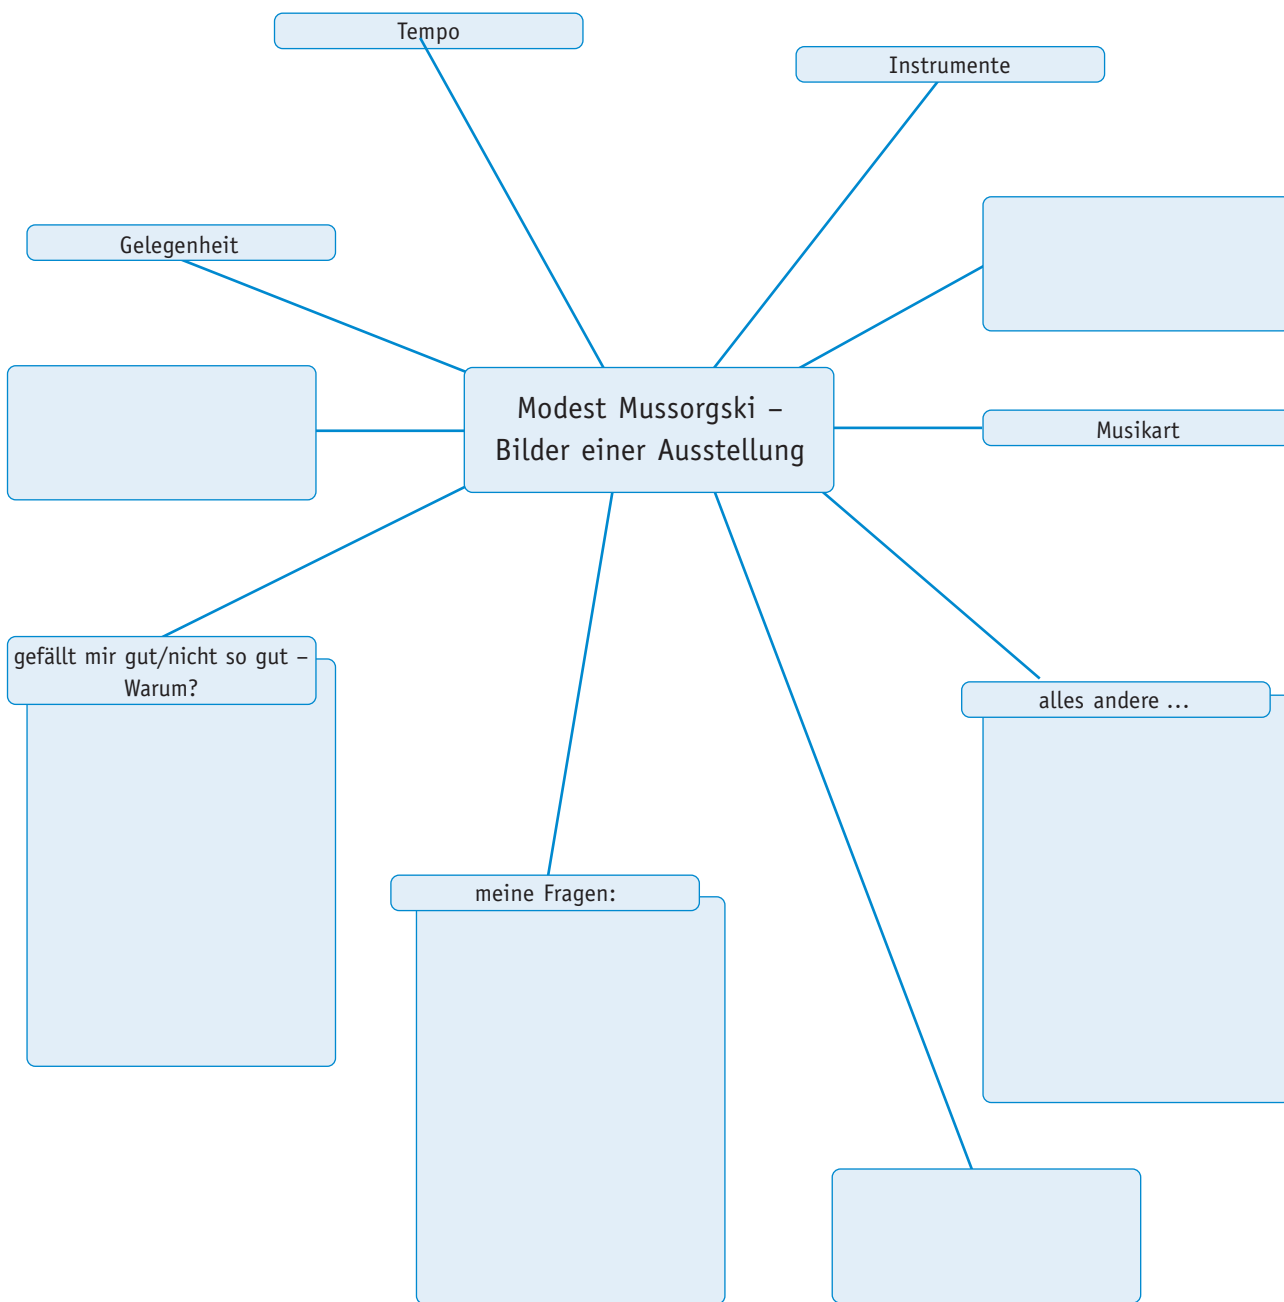 Tempo
Instrumente
Gelegenheit
Modest Mussorgski –
Bilder einer Ausstellung
Musikart
gefällt mir gut/nicht so gut –
Warum?
alles andere ...
meine Fragen: